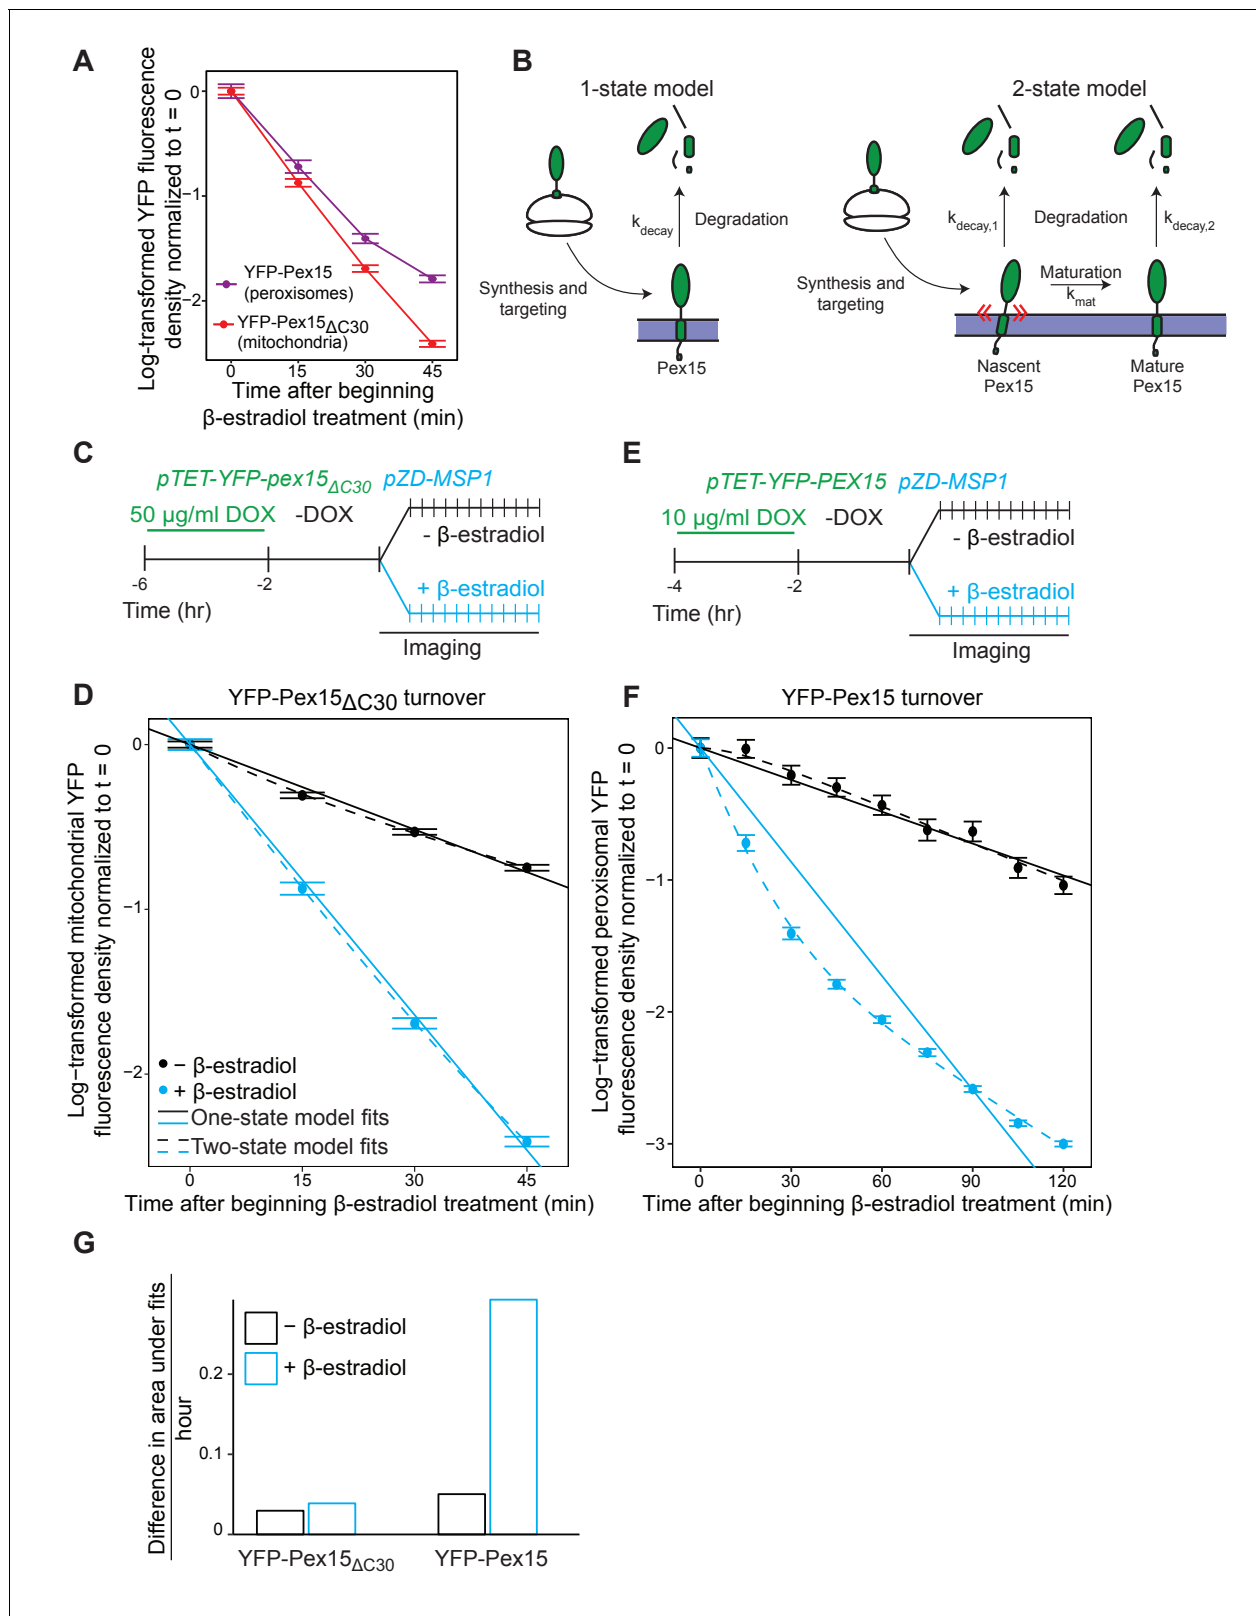 A
Log-transformed YFP fluorescence
density normalized to t = 0
0
−1
−2
YFP-Pex15
(peroxisomes)
YFP-Pex15ΔC30
(mitochondria)
0 15 30 45
Time after beginning
β-estradiol treatment (min)
B
1-state model
kdecay
Degradation
Synthesis and
targeting
Pex15
2-state model
kdecay,1
Degradation
kdecay,2
Synthesis and
targeting
Maturation
kmat
Nascent
Pex15
Mature
Pex15
C
pTET-YFP-pex15ΔC30 pZD-MSP1
50 µg/ml DOX -DOX
- β-estradiol
-6 -2
+ β-estradiol
Time (hr)
Imaging
E
pTET-YFP-PEX15 pZD-MSP1
10 µg/ml DOX -DOX
- β-estradiol
-4 -2
+ β-estradiol
Time (hr)
Imaging
D
YFP-Pex15ΔC30 turnover
Log−transformed mitochondrial YFP
fluorescence density normalized to t = 0
0
−1
−2
− β-estradiol
+ β-estradiol
One-state model fits
Two-state model fits
0 15 30 45
Time after beginning β-estradiol treatment (min)
F
YFP-Pex15 turnover
Log−transformed peroxisomal YFP
fluorescence density normalized to t = 0
0
−1
−2
−3
0 30 60 90 120
Time after beginning β-estradiol treatment (min)
G
Difference in area under fits
hour
0.2
0.1
0
− β-estradiol
+ β-estradiol
YFP-Pex15ΔC30 YFP-Pex15